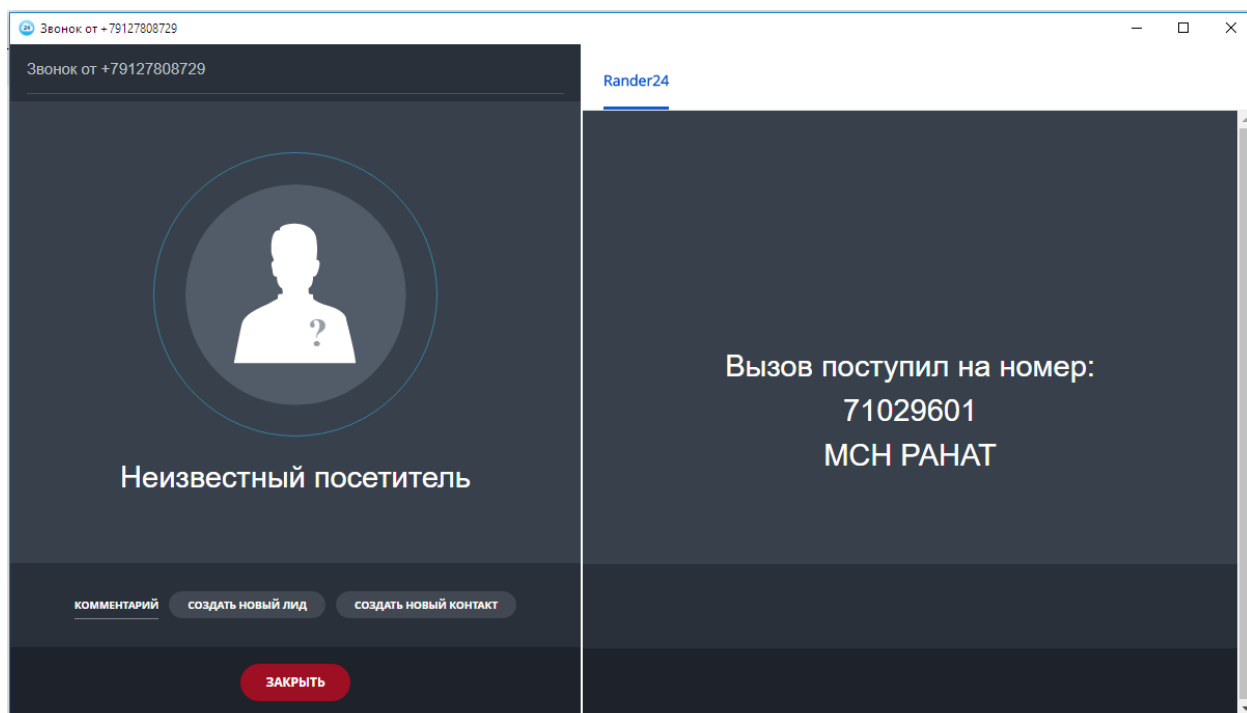 24 Звонок от +79127808729
Звонок от +79127808729
?
Неизвестный посетитель
КОММЕНТАРИЙ СОЗДАТЬ НОВЫЙ ЛИД СОЗДАТЬ НОВЫЙ КОНТАКТ
ЗАКРЫТЬ
Rander24
Вызов поступил на номер:
71029601
МСН РАНАТ